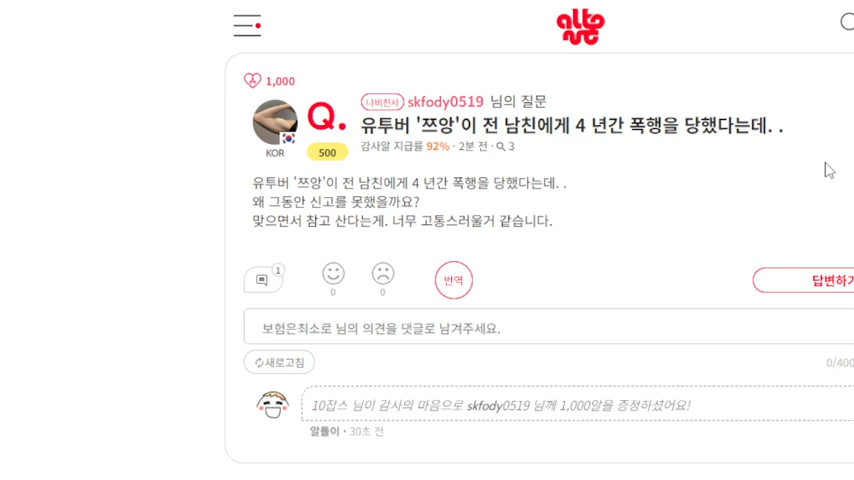 alto me
1,000
나비천사 skfody0519 님의 질문
Q. 유투버 '쯔양'이 전 남친에게 4 년간 폭행을 당했다는데. .
KOR
500
감사알 지급률 92% · 2분 전 · 3
유투버 '쯔양'이 전 남친에게 4 년간 폭행을 당했다는데. .
왜 그동안 신고를 못했을까요?
맞으면서 참고 산다는게. 너무 고통스러울거 같습니다.
1
0
0
번역
답변하기
보험은최소로 님의 의견을 댓글로 남겨주세요.
새로고침
0/400
10잡스 님이 감사의 마음으로 skfody0519 님께 1,000알을 증정하셨어요!
알톨이 · 30초 전